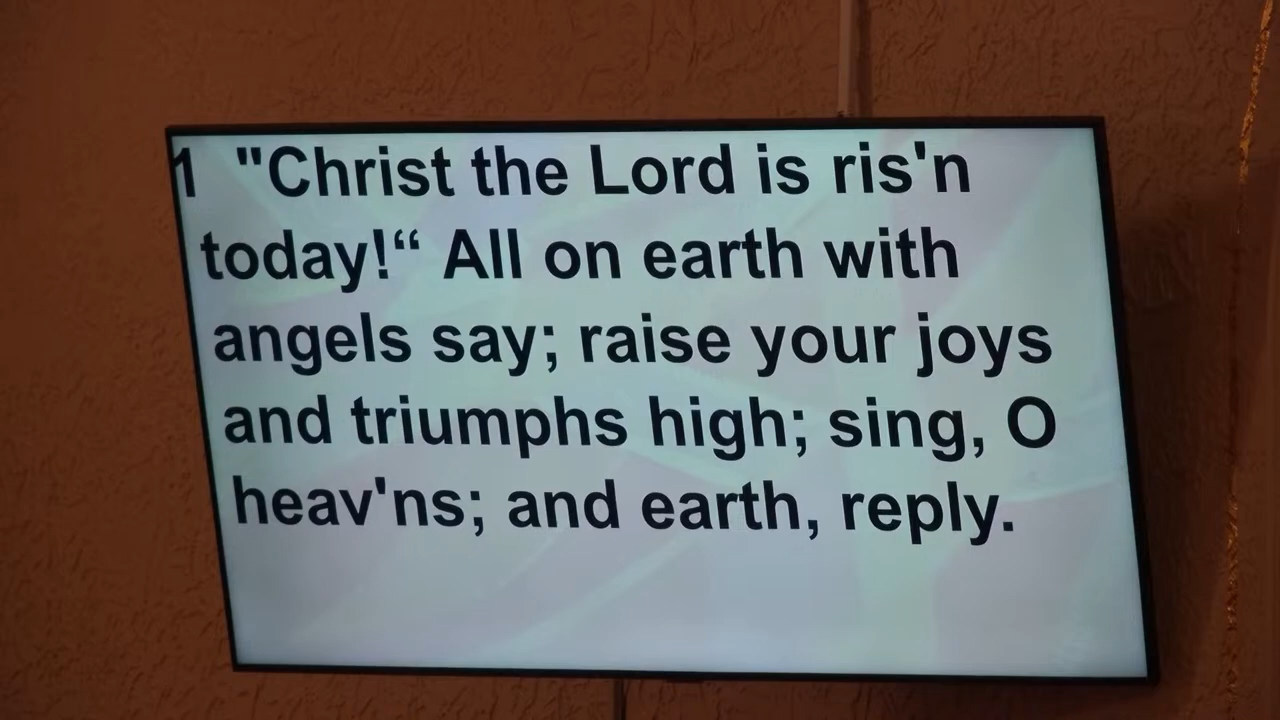 1 "Christ the Lord is ris'n
today!“ All on earth with
angels say; raise your joys
and triumphs high; sing, O
heav'ns; and earth, reply.